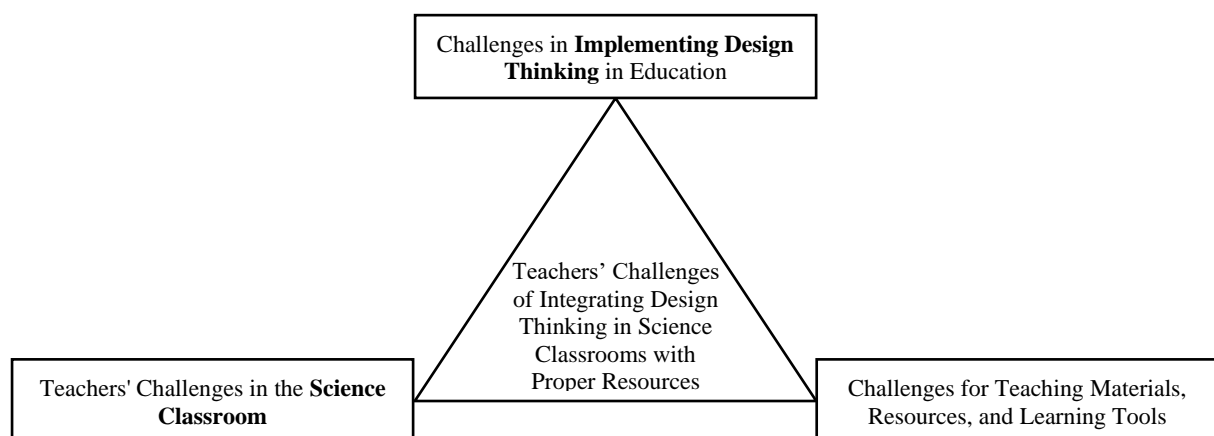 Challenges in Implementing Design
Thinking in Education
Teachers’ Challenges
of Integrating Design
Thinking in Science
Classrooms with
Proper Resources
Teachers' Challenges in the Science
Classroom
Challenges for Teaching Materials,
Resources, and Learning Tools